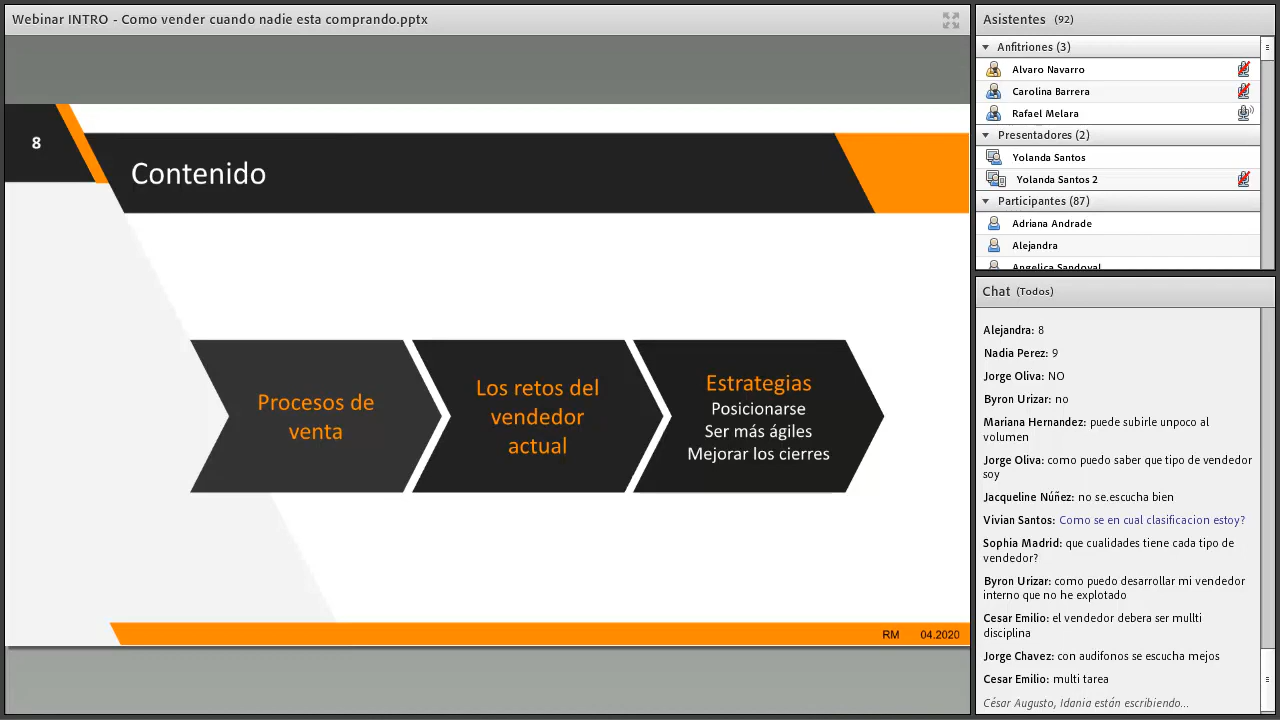 Webinar INTRO - Como vender cuando nadie esta comprando.pptx
8
Contenido
Procesos de
venta
Los retos del
vendedor
actual
Estrategias
Posicionarse
Ser más ágiles
Mejorar los cierres
RM 04.2020
Asistentes (92)
Anfitriones (3)
Alvaro Navarro
Carolina Barrera
Rafael Melara
Presentadores (2)
Yolanda Santos
Yolanda Santos 2
Participantes (87)
Adriana Andrade
Alejandra
Angelica Sandoval
Chat (Todos)
Alejandra: 8
Nadia Perez: 9
Jorge Oliva: NO
Byron Urizar: no
Mariana Hernandez: puede subirle unpoco al
volumen
Jorge Oliva: como puedo saber que tipo de vendedor
soy
Jacqueline Núñez: no se.escucha bien
Vivian Santos: Como se en cual clasificacion estoy?
Sophia Madrid: que cualidades tiene cada tipo de
vendedor?
Byron Urizar: como puedo desarrollar mi vendedor
interno que no he explotado
Cesar Emilio: el vendedor debera ser mullti
disciplina
Jorge Chavez: con audifonos se escucha mejos
Cesar Emilio: multi tarea
César Augusto, Idania están escribiendo...